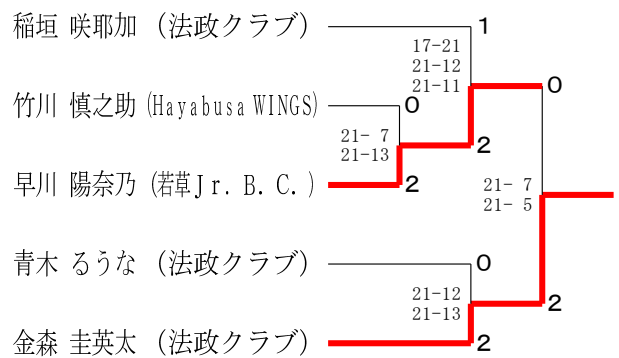 稲垣 咲耶加 (法政クラブ) 1
17-21
21-12
21-11
0
竹川 慎之助 (Hayabusa WINGS) 0
21- 7
21-13
2
早川 陽奈乃 (若草Jr. B. C. ) 2
21- 7
21- 5
青木 るうな (法政クラブ) 0
21-12
21-13
2
金森 圭英太 (法政クラブ) 2